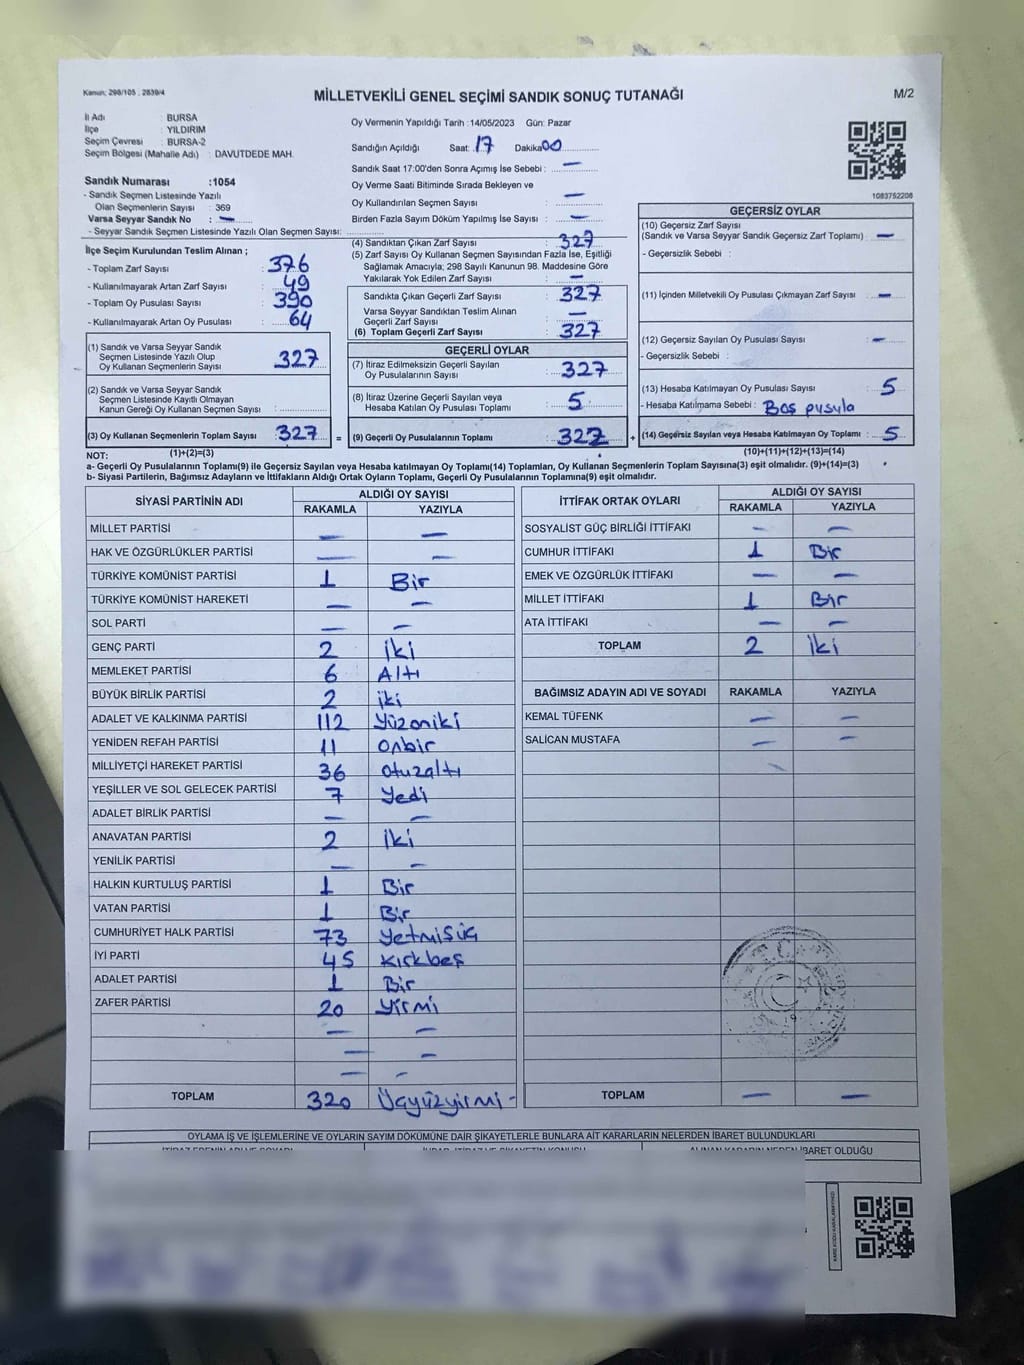 Kanun: 298/105 : 2839/4
MİLLETVEKİLİ GENEL SEÇİMİ SANDIK SONUÇ TUTANAĞI
M/2
İl Adı : BURSA
İlçe : YILDIRIM
Seçim Çevresi : BURSA-2
Seçim Bölgesi (Mahalle Adı) : DAVUTDEDE MAH.
Sandık Numarası :1054
- Sandık Seçmen Listesinde Yazılı
Olan Seçmenlerin Sayısı : 369
Varsa Seyyar Sandık No : —
- Seyyar Sandık Seçmen Listesinde Yazılı Olan Seçmen Sayısı:
İlçe Seçim Kurulundan Teslim Alınan ;
- Toplam Zarf Sayısı : 376
- Kullanılmayarak Artan Zarf Sayısı : 49
- Toplam Oy Pusulası Sayısı : 390
- Kullanılmayarak Artan Oy Pusulası : 64
(1) Sandık ve Varsa Seyyar Sandık
Seçmen Listesinde Yazılı Olup
Oy Kullanan Seçmenlerin Sayısı : 327
(2) Sandık ve Varsa Seyyar Sandık
Seçmen Listesinde Kayıtlı Olmayan
Kanun Gereği Oy Kullanan Seçmen Sayısı :
(3) Oy Kullanan Seçmenlerin Toplam Sayısı : 327 =
(1)+(2)=(3)
Oy Vermenin Yapıldığı Tarih :14/05/2023 Gün: Pazar
Sandığın Açıldığı Saat: 17 Dakika 00
Sandık Saat 17:00'den Sonra Açmış İse Sebebi : —
Oy Verme Saati Bitiminde Sırada Bekleyen ve
Oy Kullandırılan Seçmen Sayısı : —
Birden Fazla Sayım Döküm Yapılmış İse Sayısı : —
(4) Sandıktan Çıkan Zarf Sayısı : 327
(5) Zarf Sayısı Oy Kullanan Seçmen Sayısından Fazla İse, Eşitliği
Sağlamak Amacıyla; 298 Sayılı Kanunun 98. Maddesine Göre
Yakılarak Yok Edilen Zarf Sayısı : —
Sandıkta Çıkan Geçerli Zarf Sayısı : 327
Varsa Seyyar Sandıktan Teslim Alınan
Geçerli Zarf Sayısı : —
(6) Toplam Geçerli Zarf Sayısı : 327
GEÇERLİ OYLAR
(7) İtiraz Edilmeksizin Geçerli Sayılan
Oy Pusulalarının Sayısı : 327
(8) İtiraz Üzerine Geçerli Sayılan veya
Hesaba Katılan Oy Pusulası Toplamı : 5
(9) Geçerli Oy Pusulalarının Toplamı : 322 +
1083752208
GEÇERSİZ OYLAR
(10) Geçersiz Zarf Sayısı
(Sandık ve Varsa Seyyar Sandık Geçersiz Zarf Toplamı) : —
- Geçersizlik Sebebi :
(11) İçinden Milletvekili Oy Pusulası Çıkmayan Zarf Sayısı : —
(12) Geçersiz Sayılan Oy Pusulası Sayısı : —
- Geçersizlik Sebebi :
(13) Hesaba Katılmayan Oy Pusulası Sayısı : 5
- Hesaba Katılmama Sebebi : Boş pusula
(14) Geçersiz Sayılan veya Hesaba Katılmayan Oy Toplamı : 5
(10)+(11)+(12)+(13)=(14)
NOT:
a- Geçerli Oy Pusulalarının Toplamı(9) ile Geçersiz Sayılan veya Hesaba katılmayan Oy Toplamı(14) Toplamları, Oy Kullanan Seçmenlerin Toplam Sayısına(3) eşit olmalıdır. (9)+(14)=(3)
b- Siyasi Partilerin, Bağımsız Adayların ve İttifakların Aldığı Ortak Oyların Toplamı, Geçerli Oy Pusulalarının Toplamına(9) eşit olmalıdır.
SİYASİ PARTİNİN ADI ALDIĞI OY SAYISI
RAKAMLA YAZIYLA
MİLLET PARTİSİ — —
HAK VE ÖZGÜRLÜKLER PARTİSİ — —
TÜRKİYE KOMÜNİST PARTİSİ 1 Bir
TÜRKİYE KOMÜNİST HAREKETİ — —
SOL PARTİ — —
GENÇ PARTİ 2 iki
MEMLEKET PARTİSİ 6 Altı
BÜYÜK BİRLİK PARTİSİ 2 iki
ADALET VE KALKINMA PARTİSİ 112 Yüzoniki
YENİDEN REFAH PARTİSİ 11 onbir
MİLLİYETÇİ HAREKET PARTİSİ 36 otuzaltı
YEŞİLLER VE SOL GELECEK PARTİSİ 7 Yedi
ADALET BİRLİK PARTİSİ — —
ANAVATAN PARTİSİ 2 iki
YENİLİK PARTİSİ — —
HALKIN KURTULUŞ PARTİSİ 1 Bir
VATAN PARTİSİ 1 Bir
CUMHURİYET HALK PARTİSİ 73 Yetmisüç
İYİ PARTİ 45 Kırkbeş
ADALET PARTİSİ 1 Bir
ZAFER PARTİSİ 20 Yirmi
— —
— —
— —
TOPLAM 320 Üçyüzyirmi-
İTTİFAK ORTAK OYLARI ALDIĞI OY SAYISI
RAKAMLA YAZIYLA
SOSYALİST GÜÇ BİRLİĞİ İTTİFAKI — —
CUMHUR İTTİFAKI 1 Bir
EMEK VE ÖZGÜRLÜK İTTİFAKI — —
MİLLET İTTİFAKI 1 Bir
ATA İTTİFAKI — —
TOPLAM 2 iki
BAĞIMSIZ ADAYIN ADI VE SOYADI RAKAMLA YAZIYLA
KEMAL TÜFENK — —
SALİCAN MUSTAFA — —
T.C.
TOPLAM — —
OYLAMA İŞ VE İŞLEMLERİNE VE OYLARIN SAYIM DÖKÜMÜNE DAİR ŞİKAYETLERLE BUNLARA AİT KARARLARIN NELERDEN İBARET BULUNDUKLARI
İBARET OLDUĞU